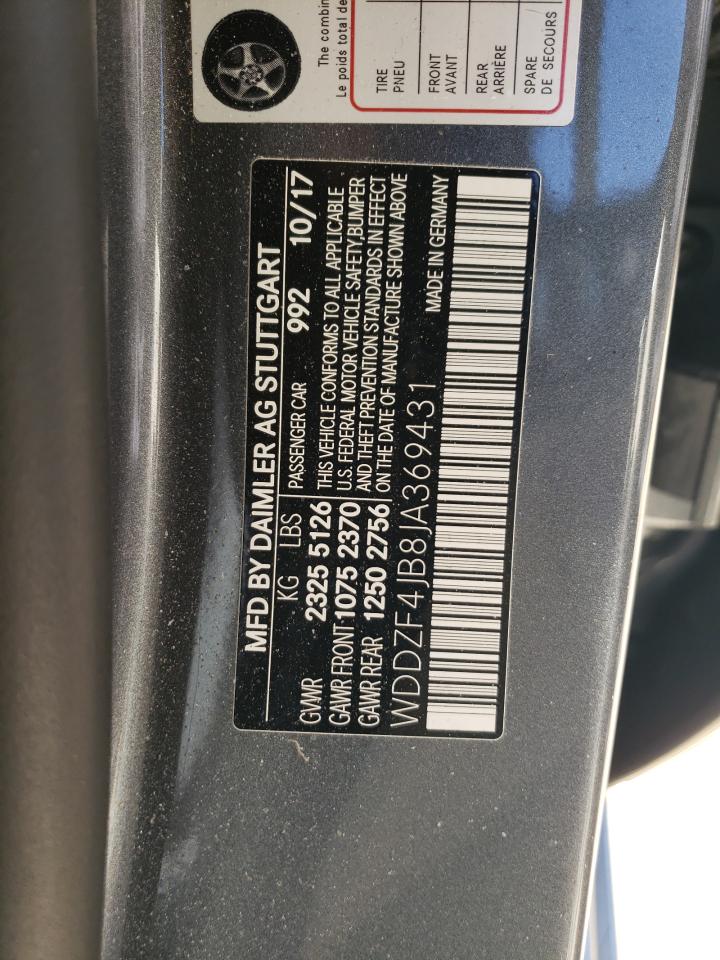 The combin
Le poids total de
TIRE
PNEU
FRONT
AVANT
REAR
ARRIÈRE
SPARE
DE SECOURS
MFD BY DAIMLER AG STUTTGART
KG LBS PASSENGER CAR 992 10/17
GVWR 2325 5126 THIS VEHICLE CONFORMS TO ALL APPLICABLE
GAWR FRONT 1075 2370 U.S. FEDERAL MOTOR VEHICLE SAFETY BUMPER
GAWR REAR 1250 2756 AND THEFT PREVENTION STANDARDS IN EFFECT
ON THE DATE OF MANUFACTURE SHOWN ABOVE
WDDZF4JB8JA369431 MADE IN GERMANY